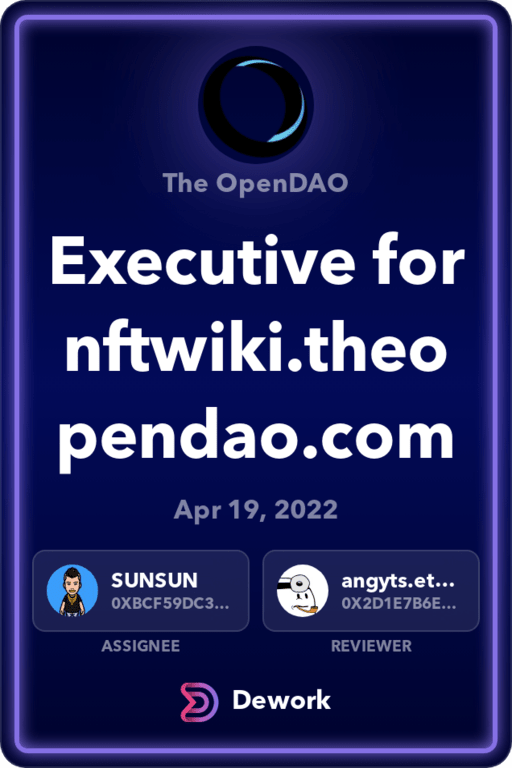 The OpenDAO
Executive for
nftwiki.theo
pendao.com
Apr 19, 2022
SUNSUN
0XBCF59DC3...
ASSIGNEE
angyts.et...
0X2D1E7B6E...
REVIEWER
Dework